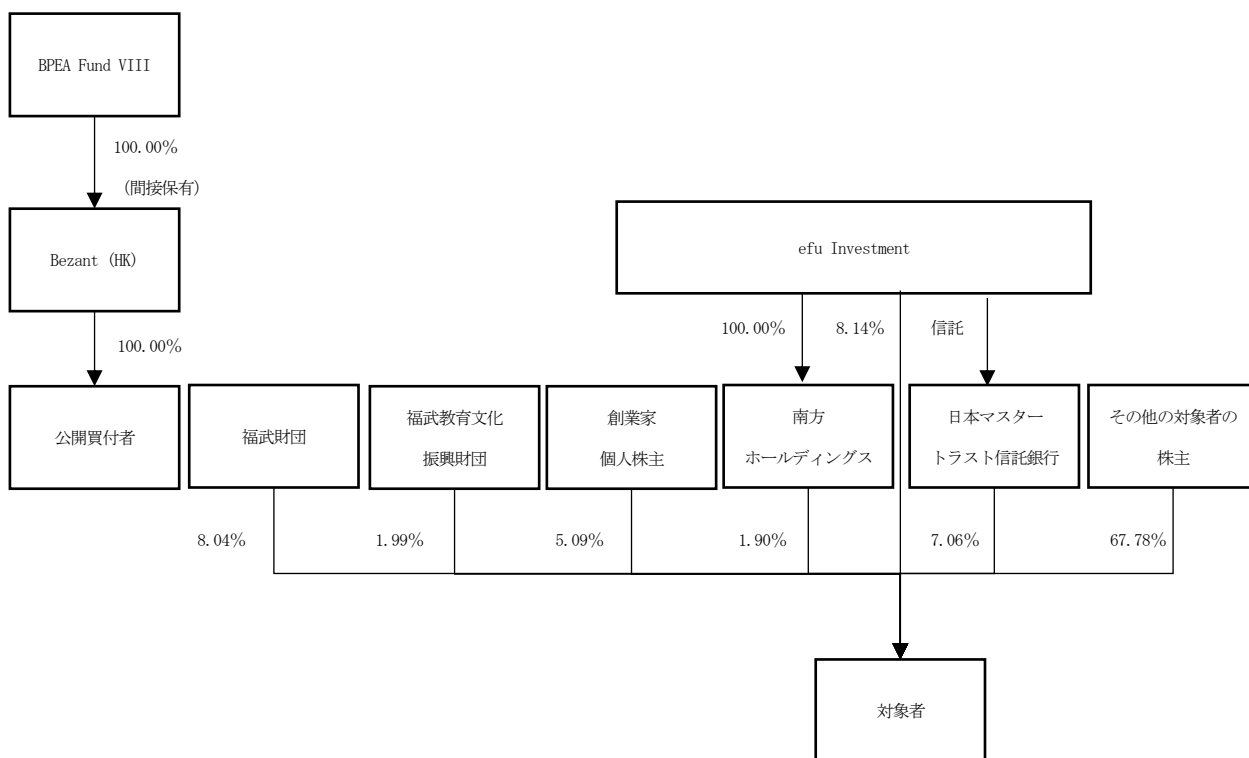 BPEA Fund VIII
100.00%
(間接保有)
Bezant (HK)
efu Investment
100.00%
8.14%
信託
100.00%
公開買付者
福武財団
福武教育文化
振興財団
創業家
個人株主
南方
ホールディングス
日本マスター
トラスト信託銀行
その他の対象者の
株主
8.04%
1.99%
5.09%
1.90%
7.06%
67.78%
対象者